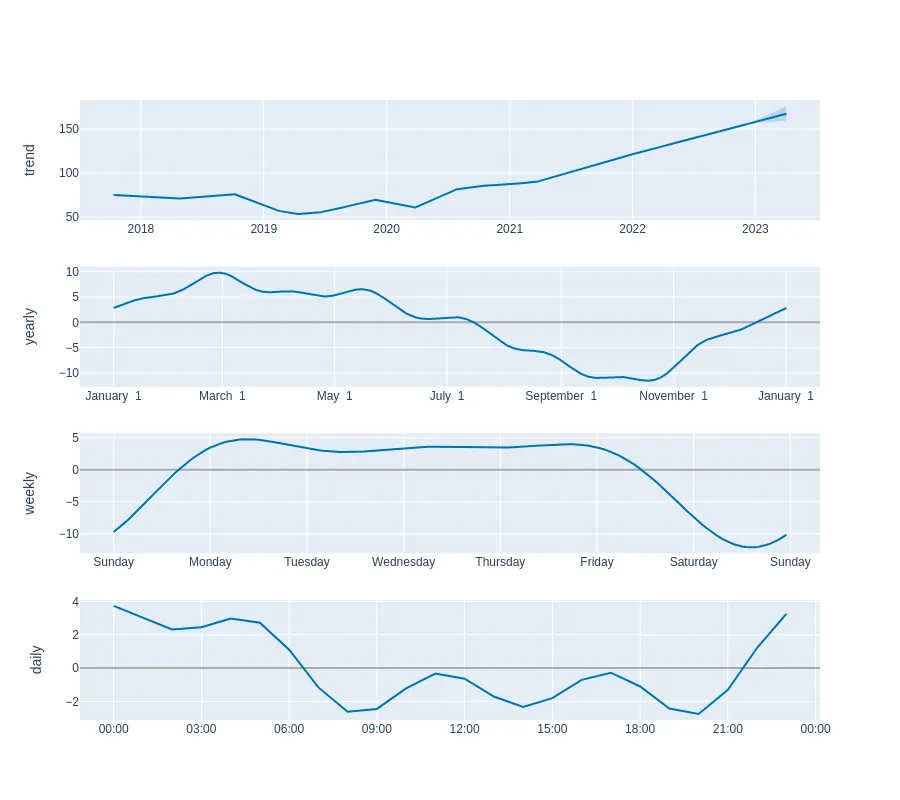 trend
150
100
50
2018 2019 2020 2021 2022 2023
yearly
10
5
0
−5
−10
January 1 March 1 May 1 July 1 September 1 November 1 January 1
weekly
5
0
−5
−10
Sunday Monday Tuesday Wednesday Thursday Friday Saturday Sunday
daily
4
2
0
−2
00:00 03:00 06:00 09:00 12:00 15:00 18:00 21:00 00:00